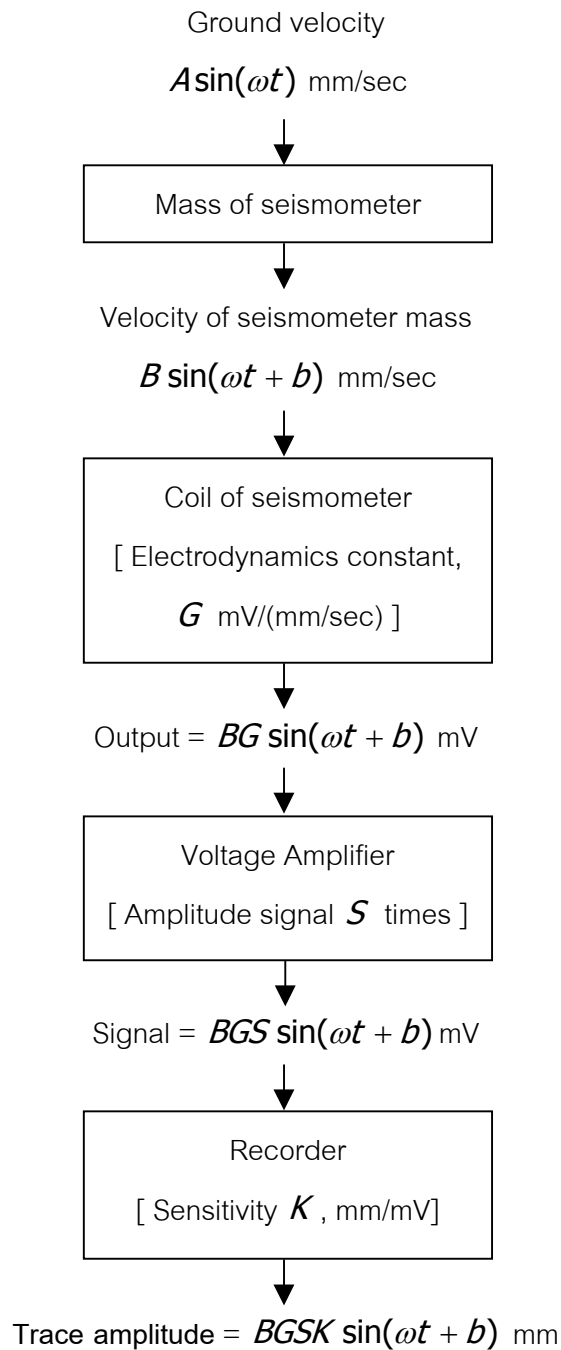 Ground velocity
A sin(ωt) mm/sec
Mass of seismometer
Velocity of seismometer mass
B sin(ωt + b) mm/sec
Coil of seismometer
[ Electrodynamics constant,
G mV/(mm/sec) ]
Output = BG sin(ωt + b) mV
Voltage Amplifier
[ Amplitude signal S times ]
Signal = BGS sin(ωt + b) mV
Recorder
[ Sensitivity K , mm/mV]
Trace amplitude = BGSK sin(ωt + b) mm